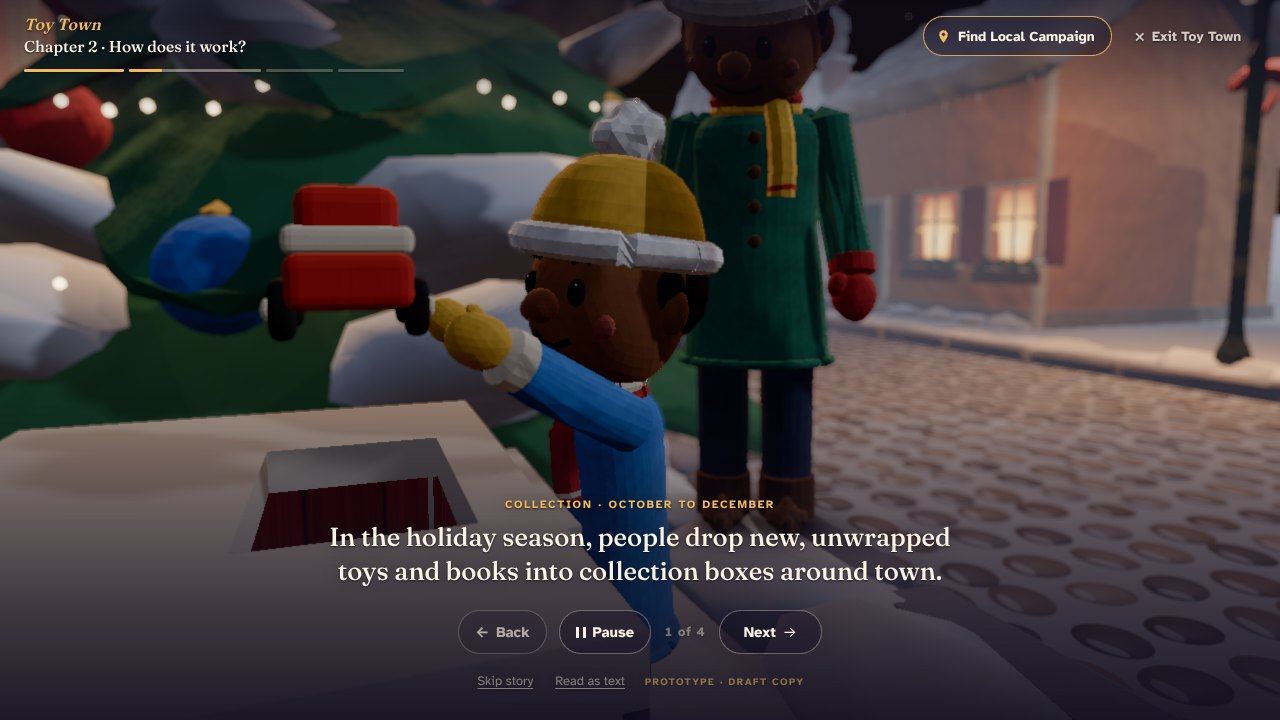 Toy Town
Chapter 2 · How does it work?
Find Local Campaign
× Exit Toy Town
COLLECTION · OCTOBER TO DECEMBER
In the holiday season, people drop new, unwrapped
toys and books into collection boxes around town.
← Back
Pause
1 of 4
Next →
Skip story
Read as text
PROTOTYPE · DRAFT COPY